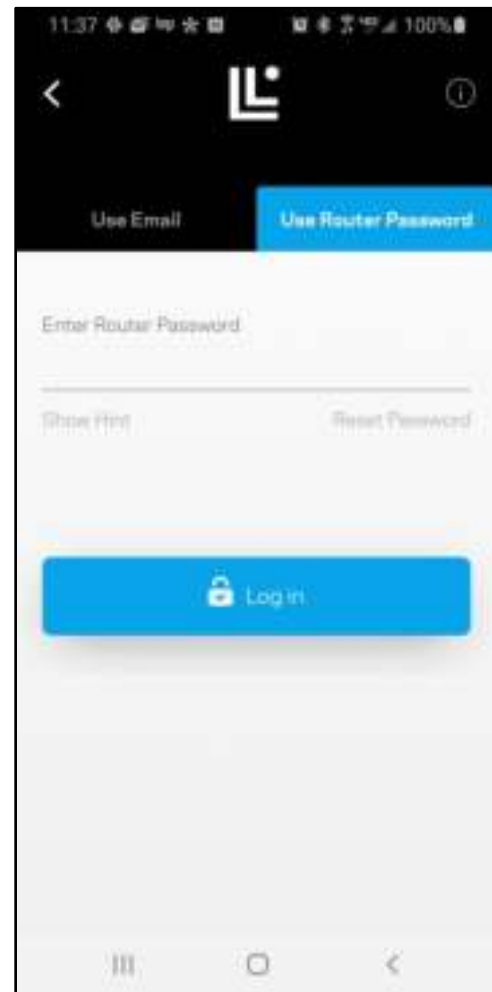 11:37
100%
Use Email
Use Router Password
Enter Router Password
Show Hint
Reset Password
Log in